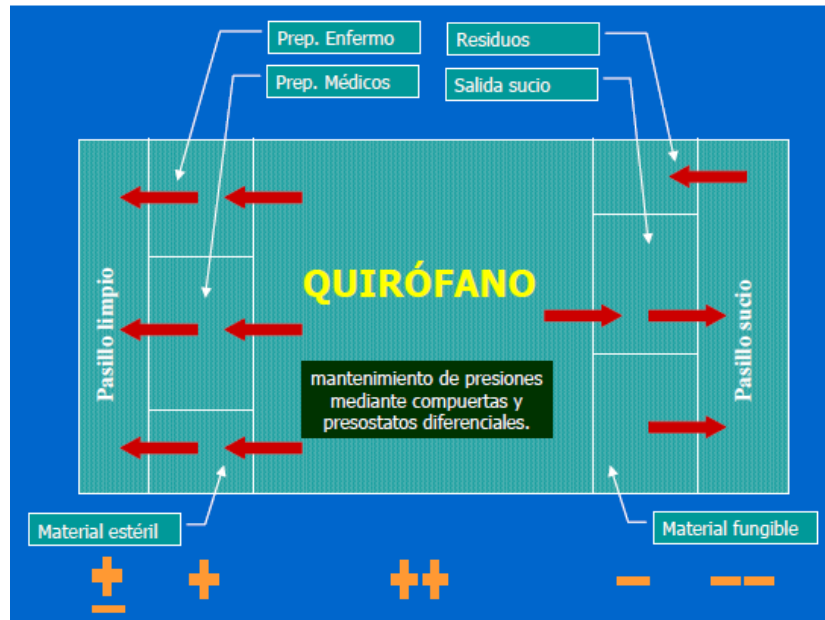 Prep. Enfermo
Residuos
Prep. Médicos
Salida sucio
Pasillo limpio
QUIRÓFANO
Pasillo sucio
mantenimiento de presiones
mediante compuertas y
presostatos diferenciales.
Material estéril
Material fungible
± + ++ − −−